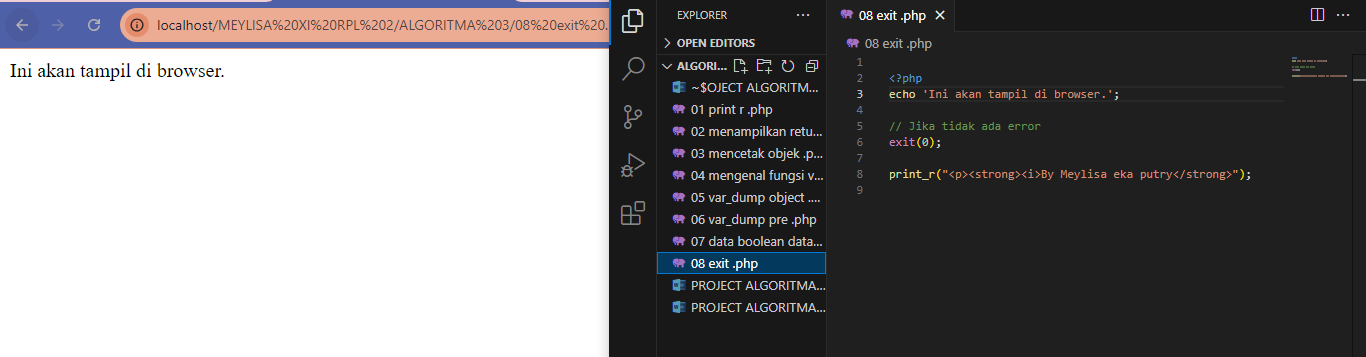 localhost/MEYLISA%20XI%20RPL%202/ALGORITMA%203/08%20exit%20.
Ini akan tampil di browser.
EXPLORER
OPEN EDITORS
ALGORI...
~$OJECT ALGORITM...
01 print r .php
02 menampilkan retu...
03 mencetak objek .p...
04 mengenal fungsi v...
05 var_dump object ....
06 var_dump pre .php
07 data boolean data...
08 exit .php
PROJECT ALGORITMA...
PROJECT ALGORITMA...
08 exit .php
08 exit .php
1
2 <?php
3 echo 'Ini akan tampil di browser.';
4
5 // Jika tidak ada error
6 exit(0);
7
8 print_r("<p><strong><i>By Meylisa eka putry</strong>");
9